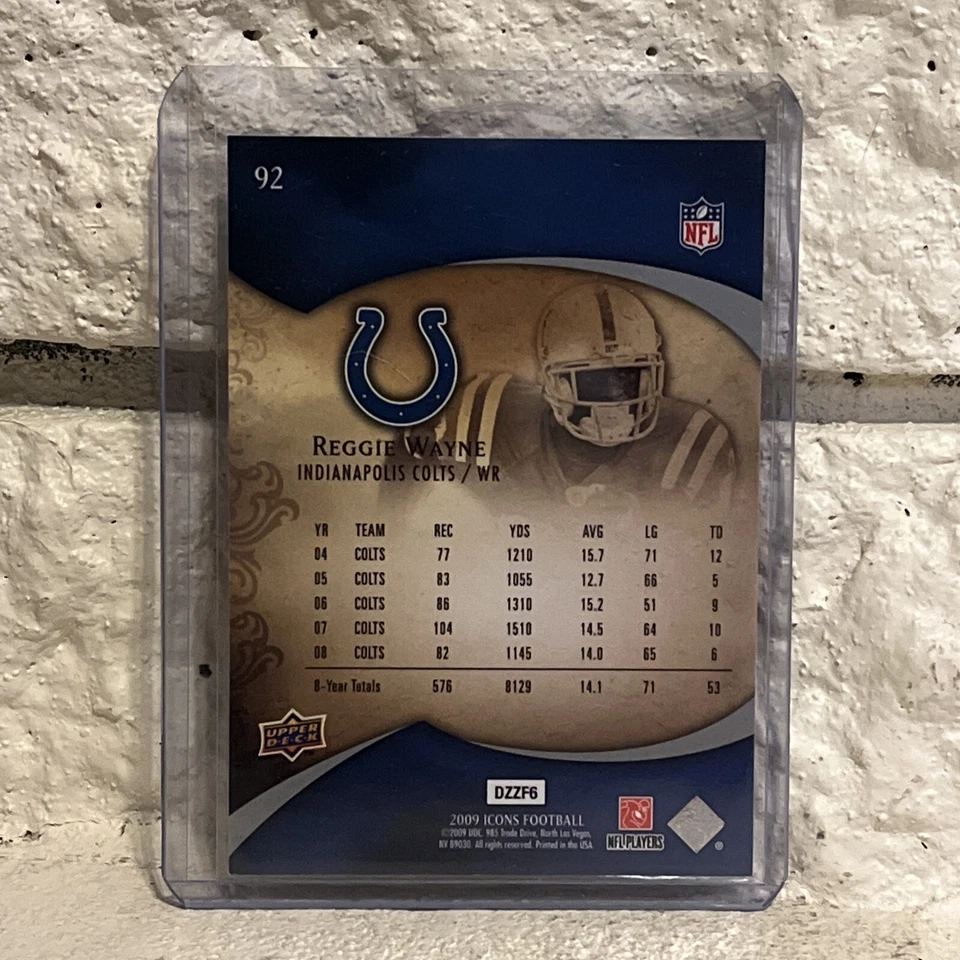 92
NFL
REGGIE WAYNE
INDIANAPOLIS COLTS / WR
YR TEAM REC YDS AVG LG TD
04 COLTS 77 1210 15.7 71 12
05 COLTS 83 1055 12.7 66 5
06 COLTS 86 1310 15.2 51 9
07 COLTS 104 1510 14.5 64 10
08 COLTS 82 1145 14.0 65 6
8-Year Totals 576 8129 14.1 71 53
UPPER
D·E·C·K
DZZF6
2009 ICONS FOOTBALL
©2009 UDC. 985 Trade Drive, North Las Vegas,
NV 89030. All rights reserved. Printed in the USA
NFL PLAYERS
®